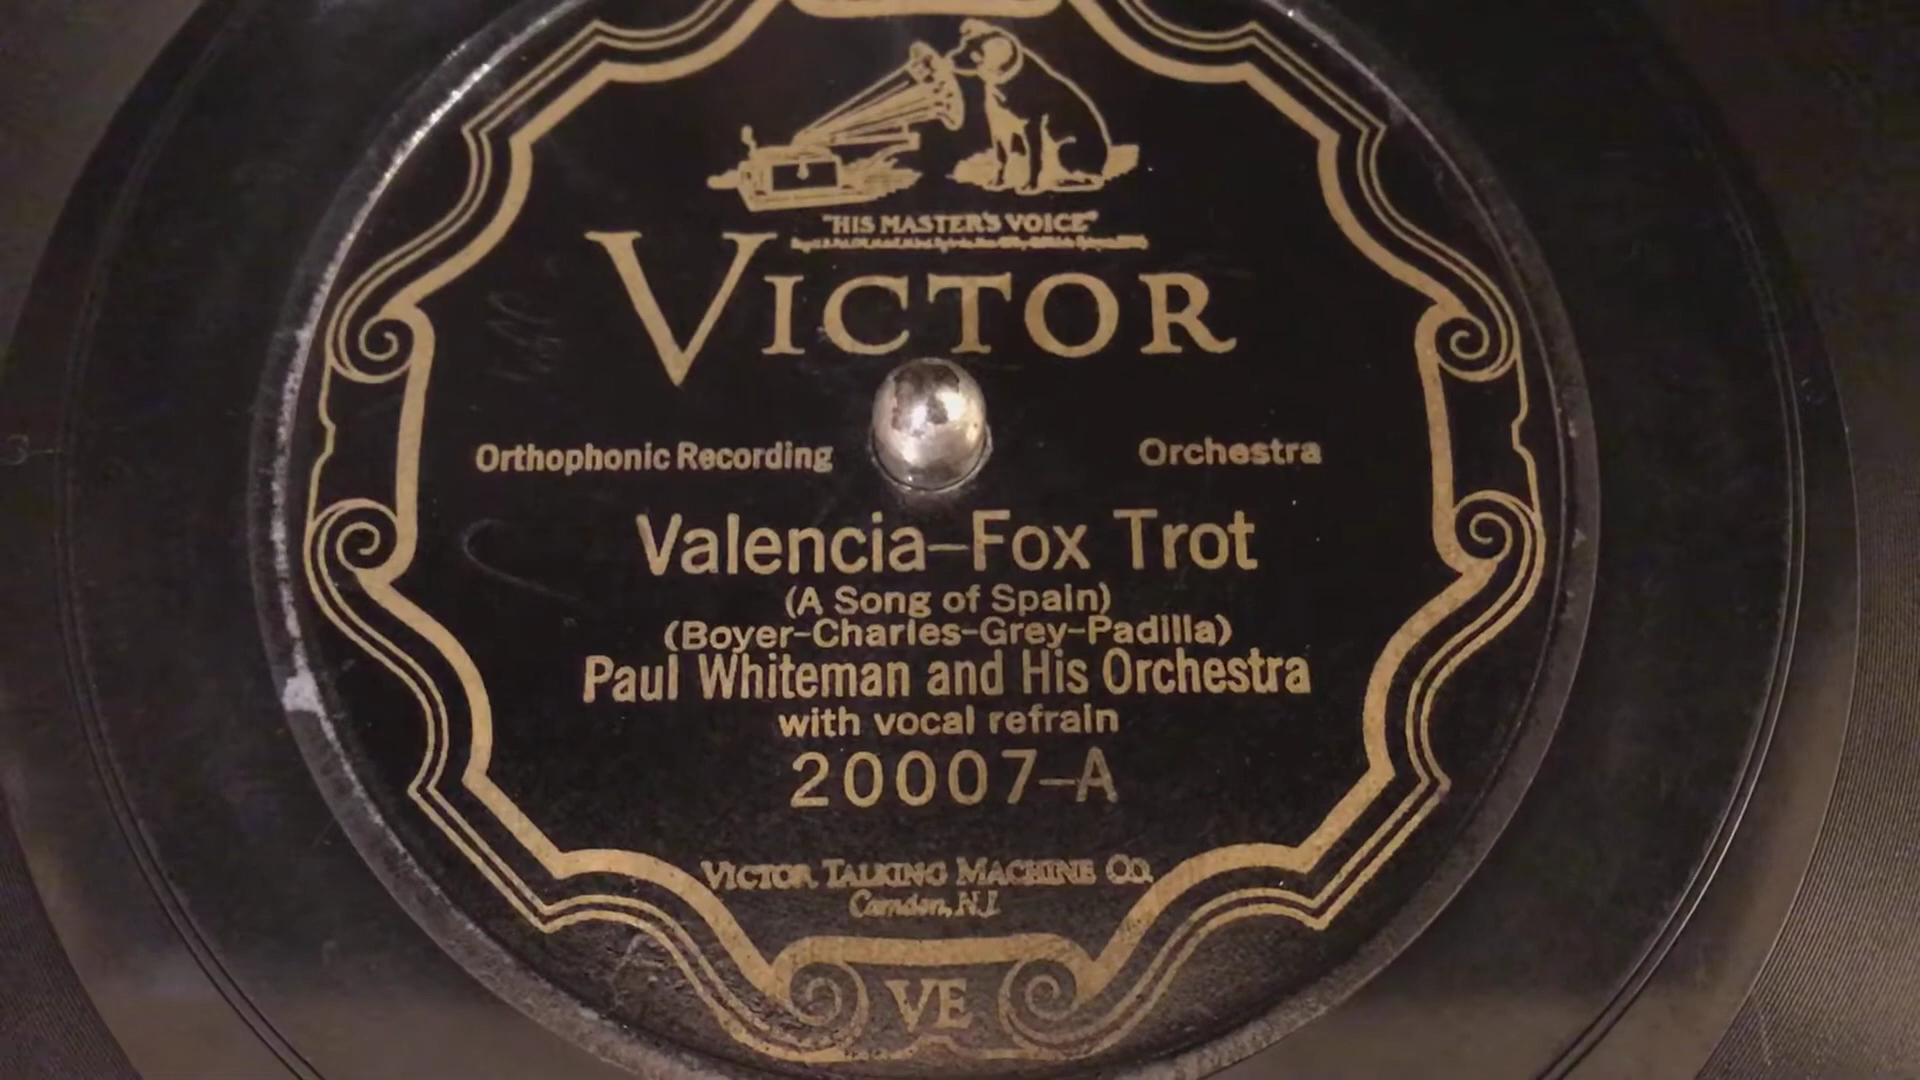 "HIS MASTER'S VOICE"
VICTOR
Orthophonic Recording
Orchestra
Valencia–Fox Trot
(A Song of Spain)
(Boyer-Charles-Grey-Padilla)
Paul Whiteman and His Orchestra
with vocal refrain
20007-A
VICTOR TALKING MACHINE CO.
Camden, N.J.
VE